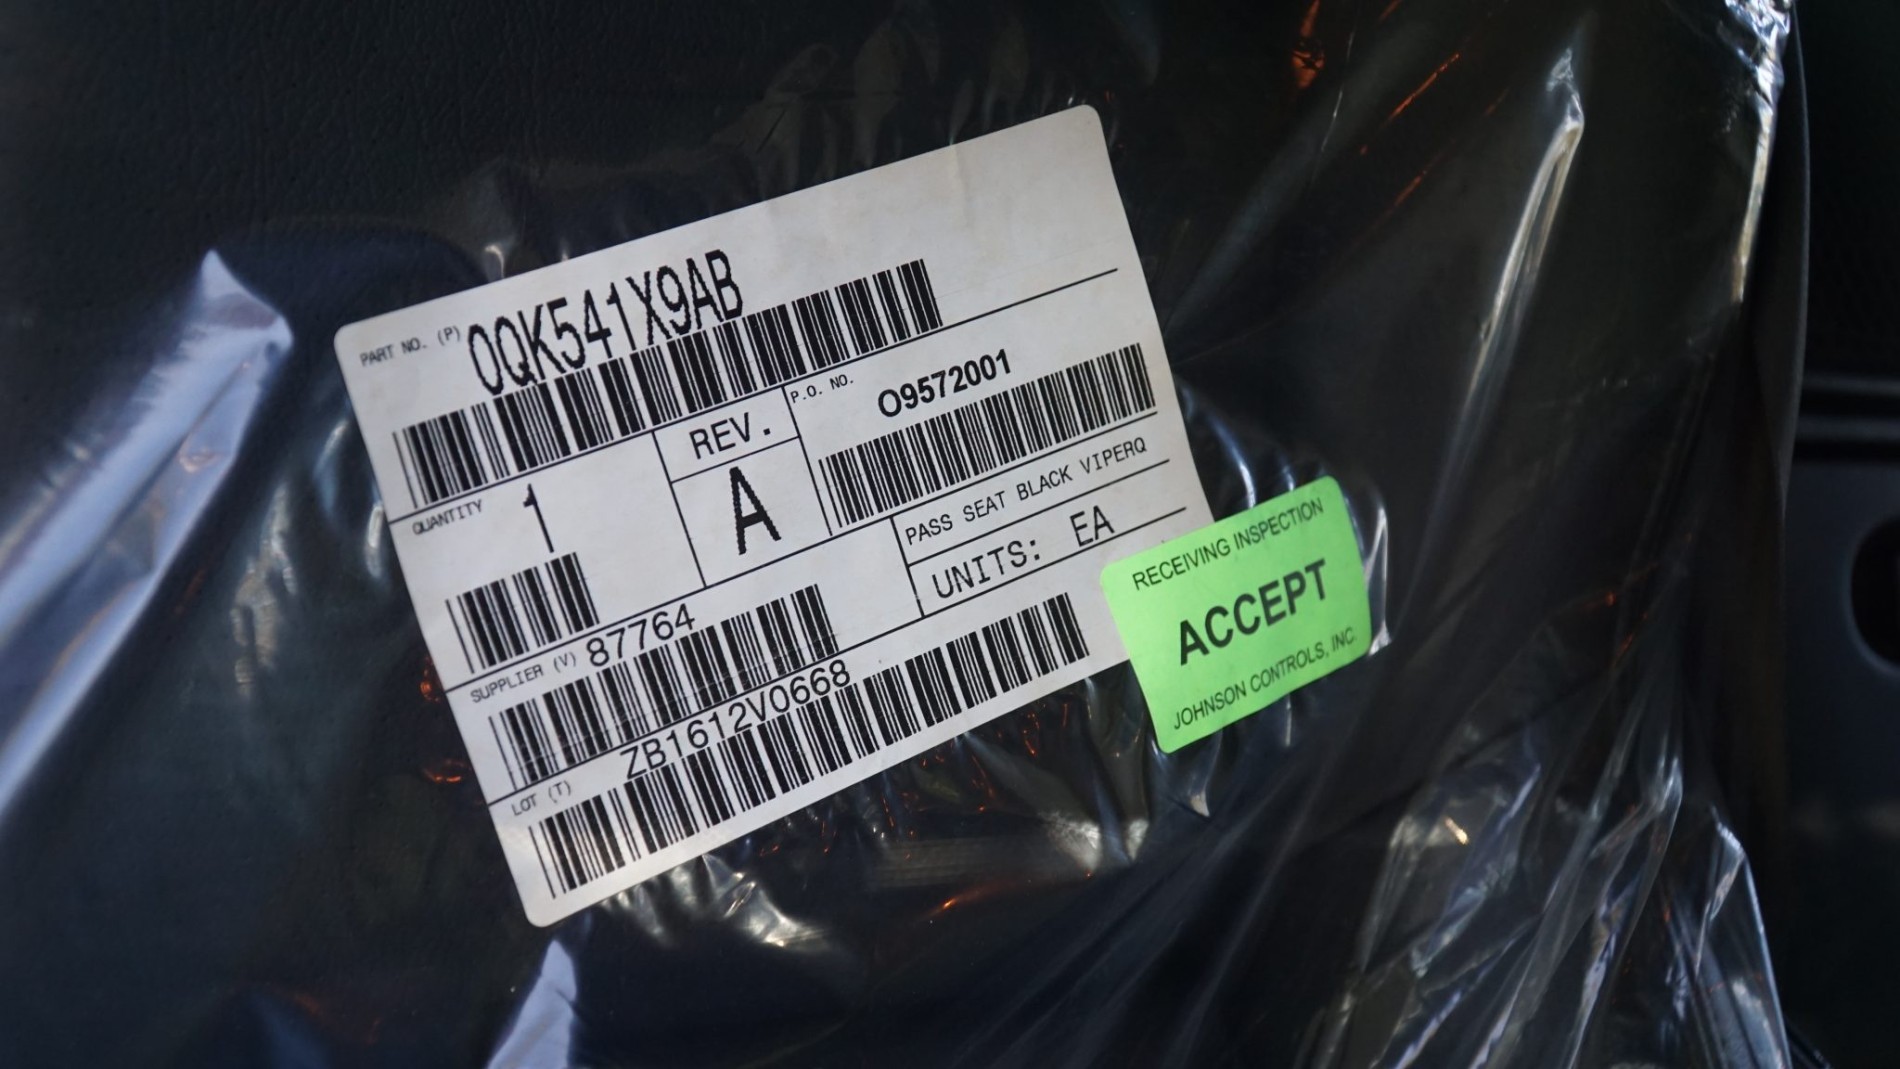 PART NO. (P) 0QK541X9AB
REV.
A
P.O. NO.
O9572001
QUANTITY 1
PASS SEAT BLACK VIPERQ
UNITS: EA
SUPPLIER (V) 87764
LOT (T) ZB1612V0668
RECEIVING INSPECTION
ACCEPT
JOHNSON CONTROLS, INC.